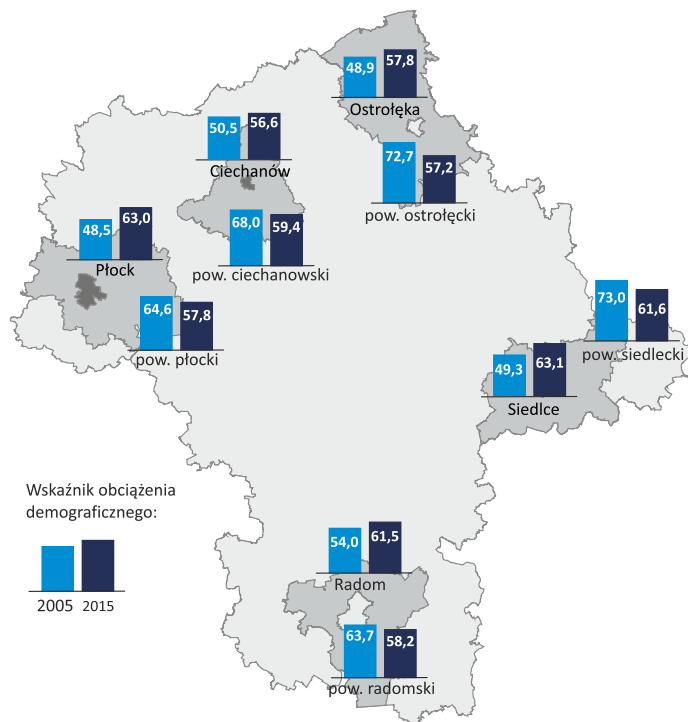 48,9 57,8
Ostrołęka
50,5 56,6
Ciechanów
72,7 57,2
pow. ostrołęcki
48,5 63,0
Płock
68,0 59,4
pow. ciechanowski
64,6 57,8
pow. płocki
73,0 61,6
pow. siedlecki
49,3 63,1
Siedlce
Wskaźnik obciążenia
demograficznego:
2005 2015
54,0 61,5
Radom
63,7 58,2
pow. radomski